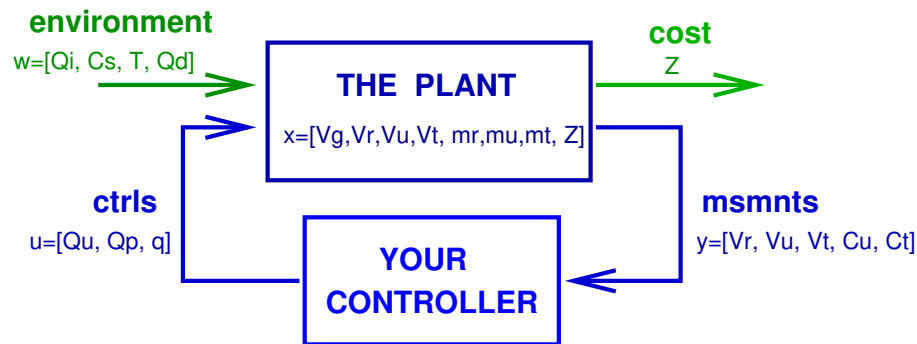 environment
w=[Qi, Cs, T, Qd]
cost
Z
THE PLANT
x=[Vg,Vr,Vu,Vt, mr,mu,mt, Z]
ctrls
u=[Qu, Qp, q]
msmnts
y=[Vr, Vu, Vt, Cu, Ct]
YOUR
CONTROLLER